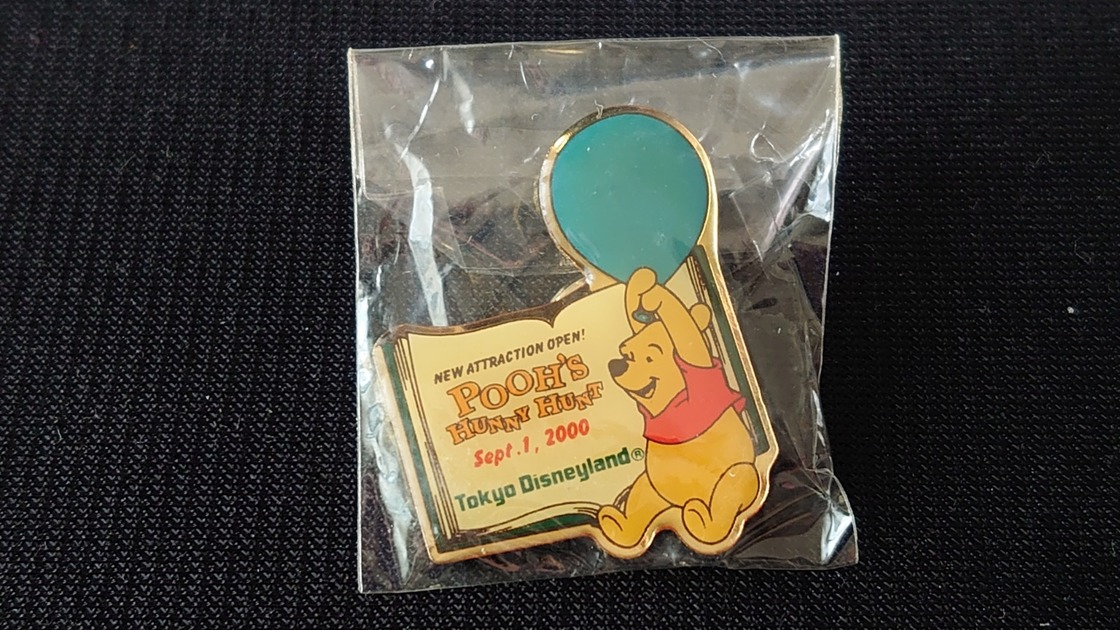 NEW ATTRACTION OPEN!
POOH'S
HUNNY HUNT
Sept.1, 2000
Tokyo Disneyland®